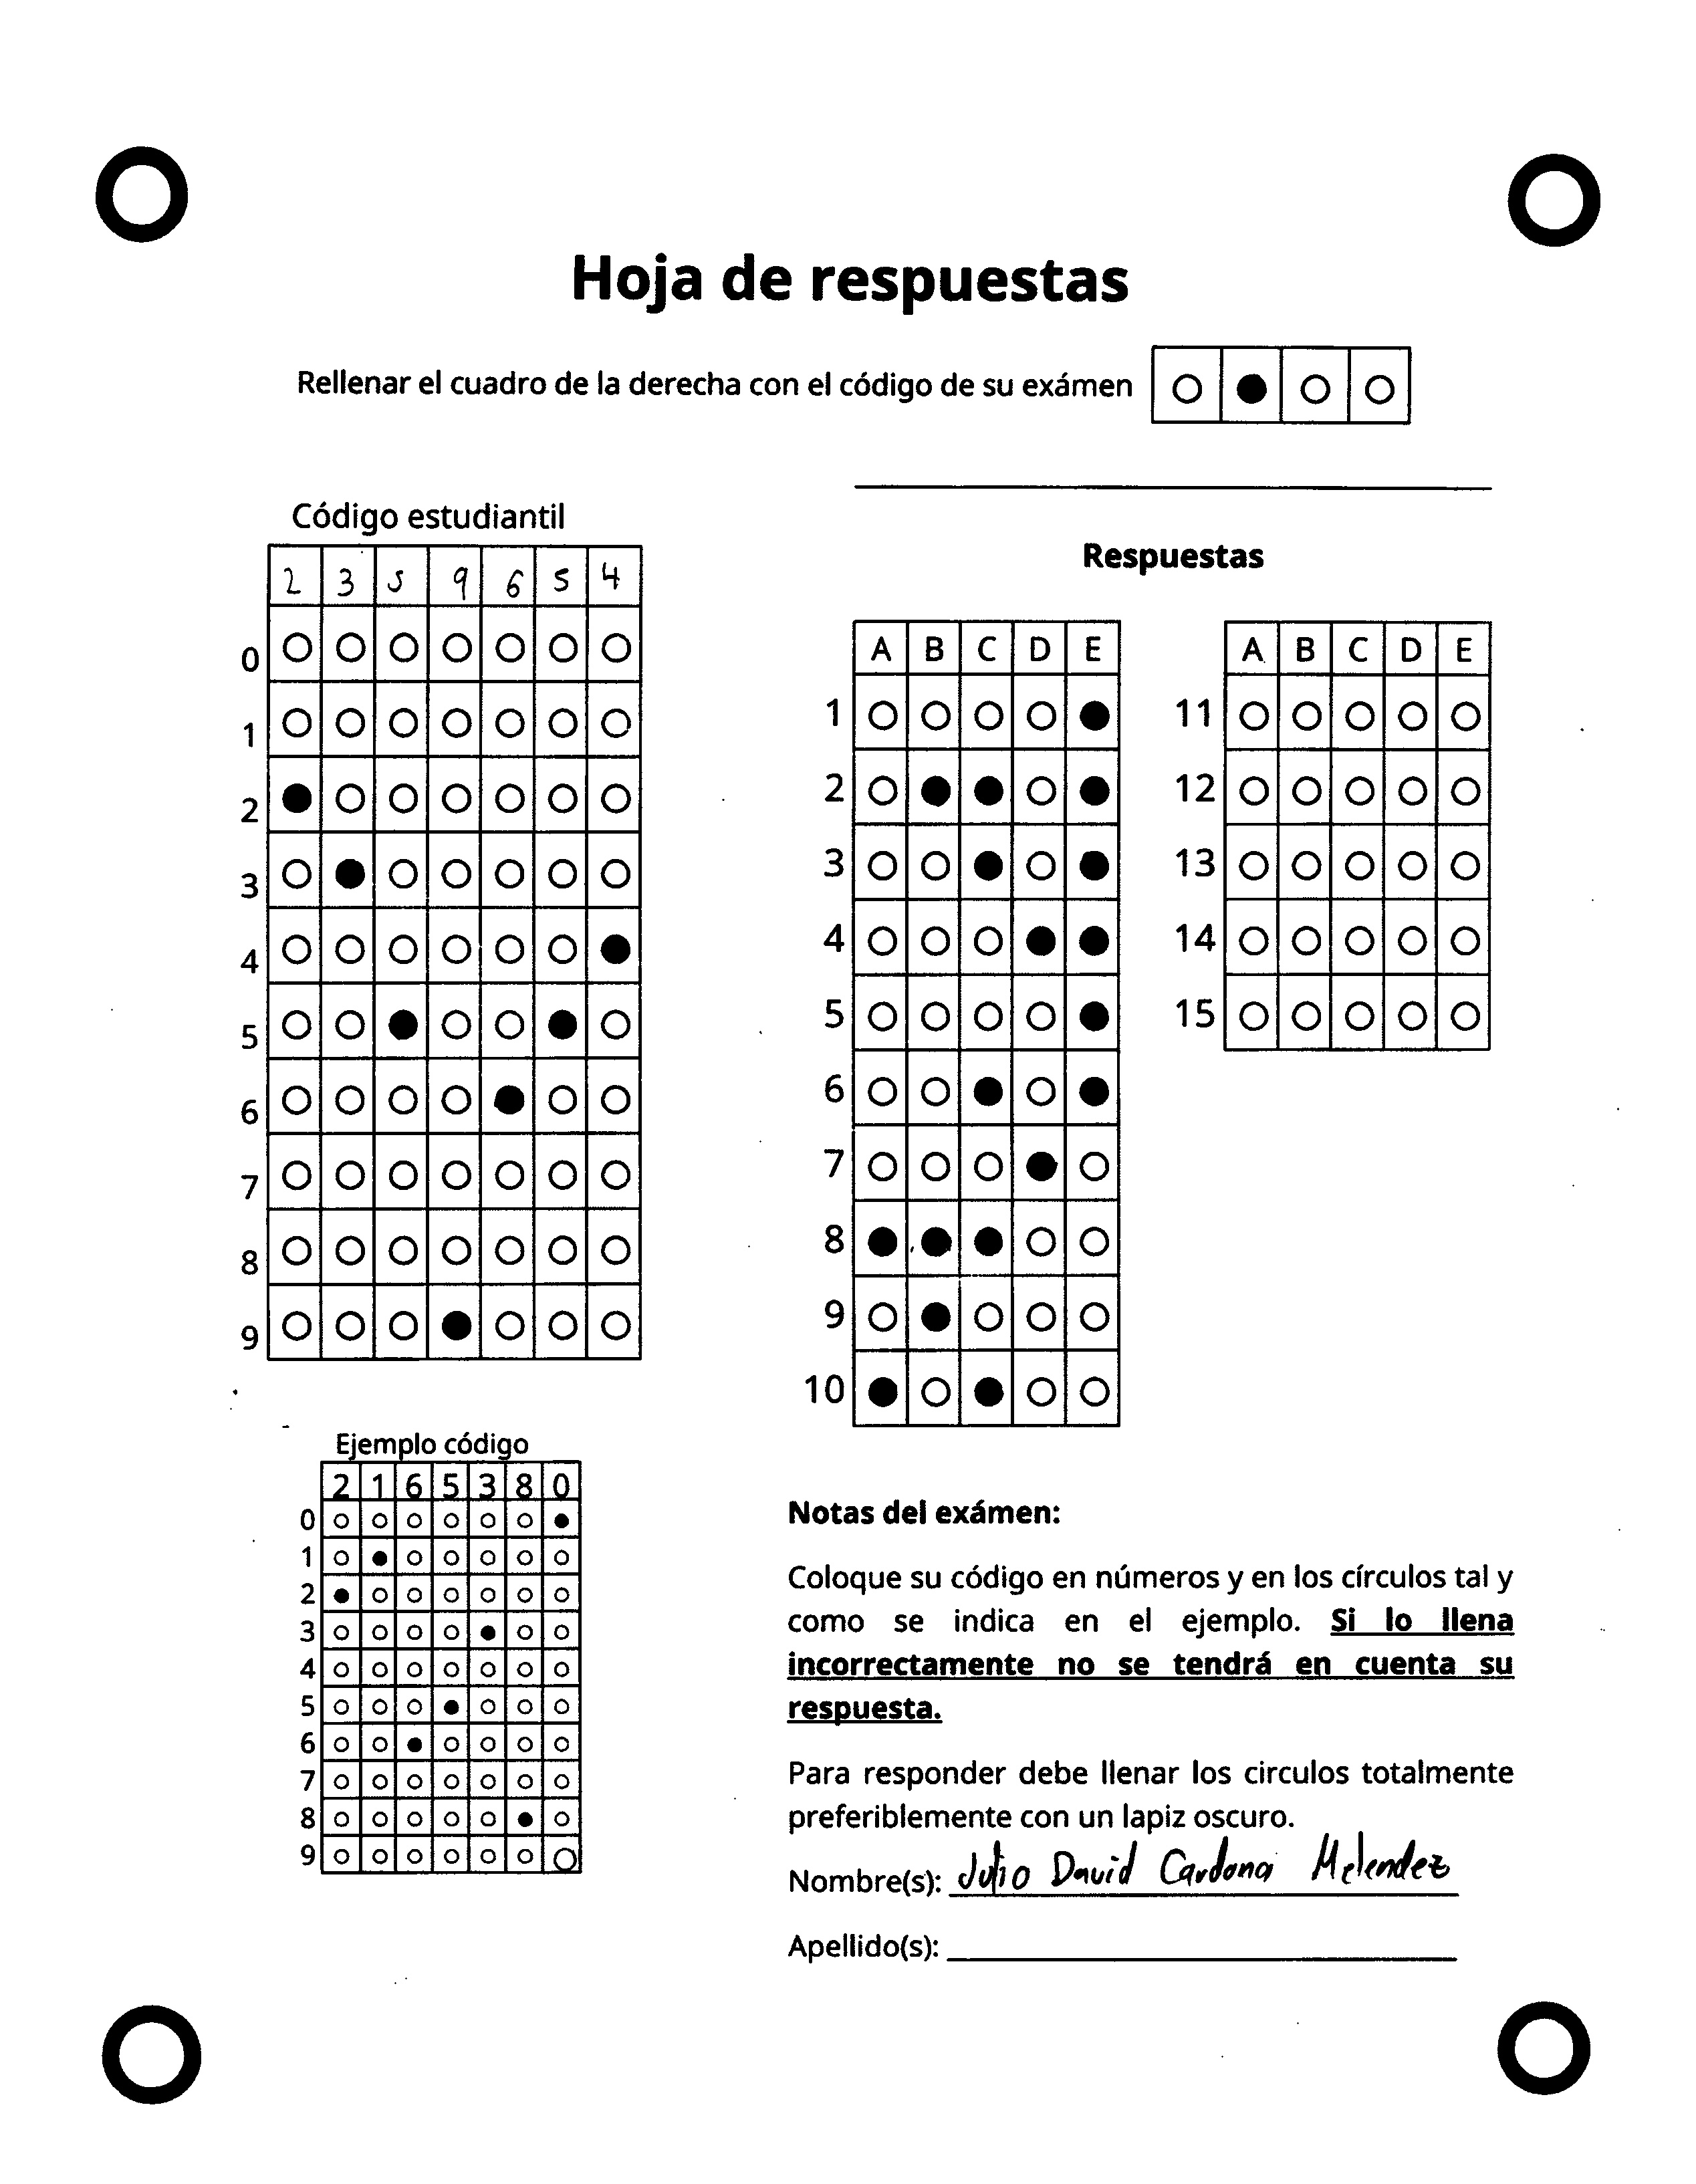 Hoja de respuestas
Rellenar el cuadro de la derecha con el código de su exámen
Código estudiantil
2 3 5 9 6 5 4
0
1
2
3
4
5
6
7
8
9
Respuestas
A B C D E
1
2
3
4
5
6
7
8
9
10
A B C D E
11
12
13
14
15
Ejemplo código
2 1 6 5 3 8 0
0
1
2
3
4
5
6
7
8
9
Notas del exámen:
Coloque su código en números y en los círculos tal y
como se indica en el ejemplo. Si lo llena
incorrectamente no se tendrá en cuenta su
respuesta.
Para responder debe llenar los circulos totalmente
preferiblemente con un lapiz oscuro.
Nombre(s): Julio David Cardona Melendez
Apellido(s):